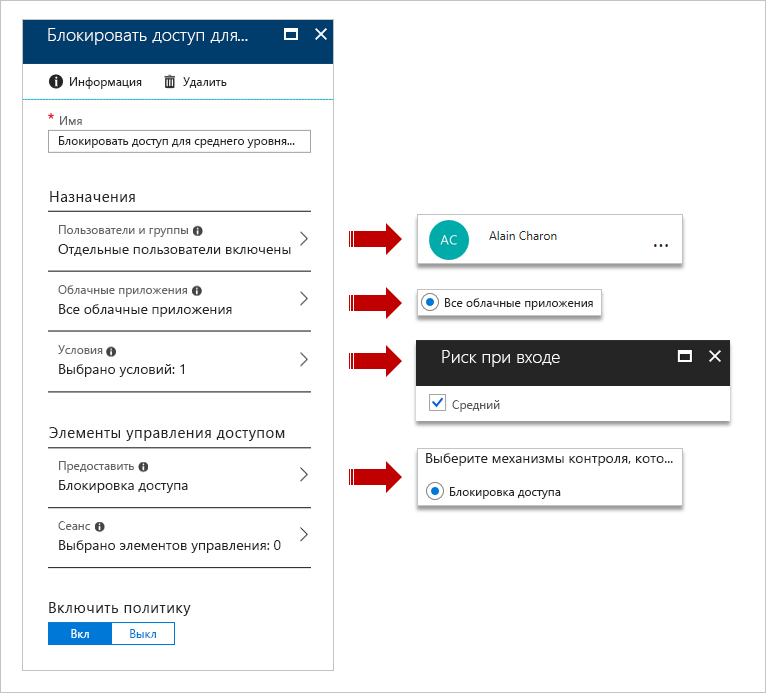 Блокировать доступ для...
Информация
Удалить
* Имя
Блокировать доступ для среднего уровня...
Назначения
Пользователи и группы
Отдельные пользователи включены
AC
Alain Charon
...
Облачные приложения
Все облачные приложения
Все облачные приложения
Условия
Выбрано условий: 1
Риск при входе
Средний
Элементы управления доступом
Предоставить
Блокировка доступа
Выберите механизмы контроля, кото...
Блокировка доступа
Сеанс
Выбрано элементов управления: 0
Включить политику
Вкл
Выкл